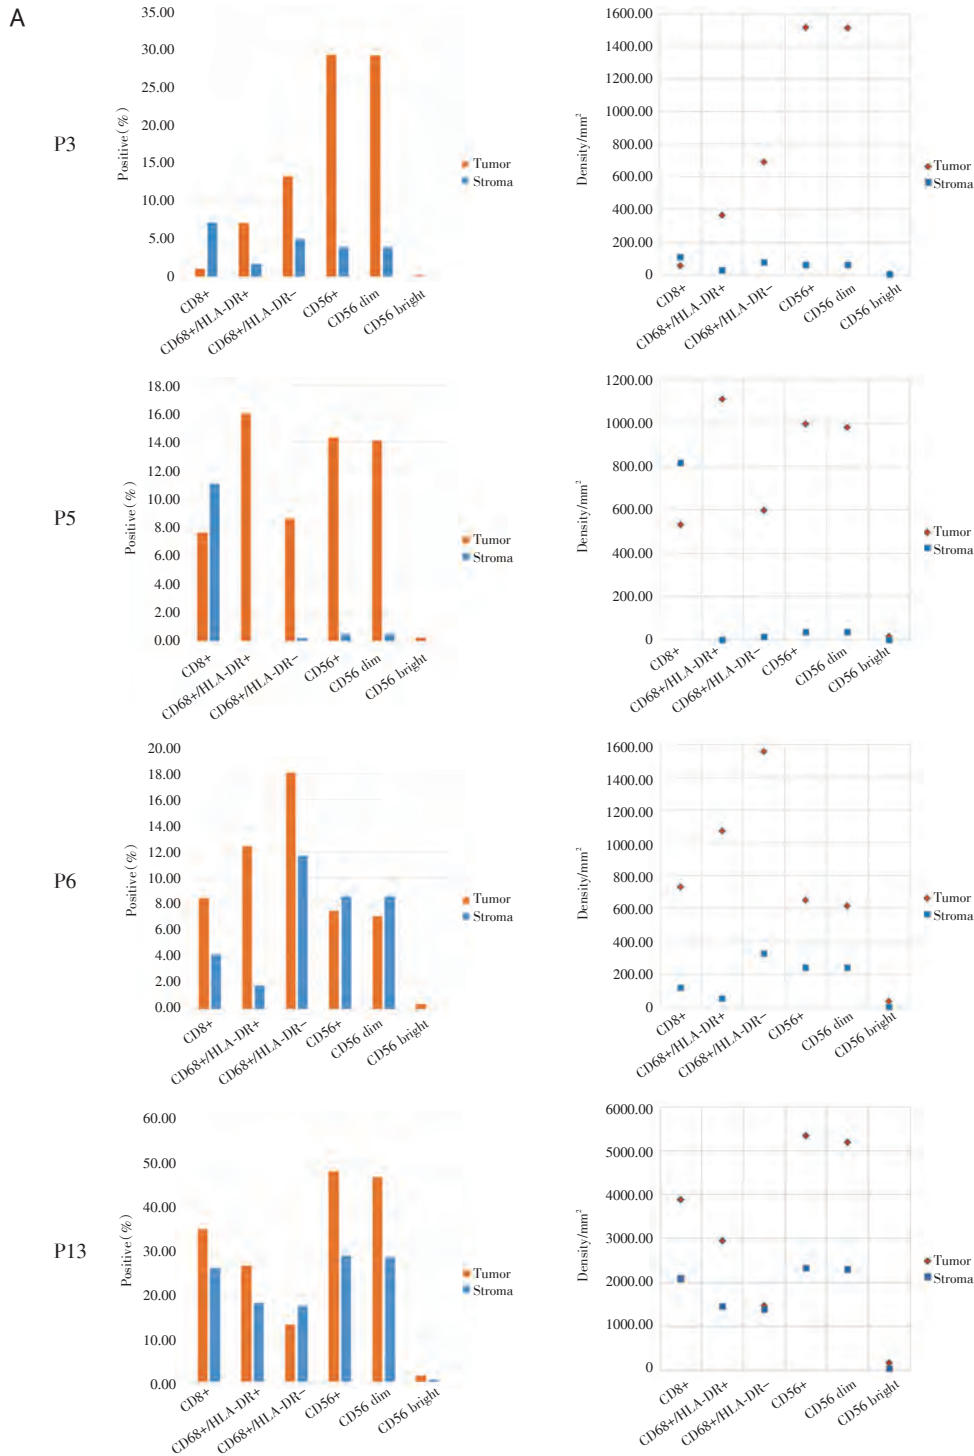 A
P3
Positive(%)
35.00
30.00
25.00
20.00
15.00
10.00
5.00
0
CD8+
CD68+/HLA-DR+
CD68+/HLA-DR−
CD56+
CD56 dim
CD56 bright
Tumor
Stroma
Density/mm²
1600.00
1400.00
1200.00
1000.00
800.00
600.00
400.00
200.00
0
CD8+
CD68+/HLA-DR+
CD68+/HLA-DR−
CD56+
CD56 dim
CD56 bright
Tumor
Stroma
P5
Positive(%)
18.00
16.00
14.00
12.00
10.00
8.00
6.00
4.00
2.00
0.00
CD8+
CD68+/HLA-DR+
CD68+/HLA-DR−
CD56+
CD56 dim
CD56 bright
Tumor
Stroma
Density/mm²
1200.00
1000.00
800.00
600.00
400.00
200.00
0
CD8+
CD68+/HLA-DR+
CD68+/HLA-DR−
CD56+
CD56 dim
CD56 bright
Tumor
Stroma
P6
Positive(%)
20.00
18.00
16.00
14.00
12.00
10.00
8.00
6.00
4.00
2.00
0.00
CD8+
CD68+/HLA-DR+
CD68+/HLA-DR−
CD56+
CD56 dim
CD56 bright
Tumor
Stroma
Density/mm²
1600.00
1200.00
1000.00
800.00
600.00
400.00
200.00
0
CD8+
CD68+/HLA-DR+
CD68+/HLA-DR−
CD56+
CD56 dim
CD56 bright
Tumor
Stroma
P13
Positive(%)
60.00
50.00
40.00
30.00
20.00
10.00
0.00
CD8+
CD68+/HLA-DR+
CD68+/HLA-DR−
CD56+
CD56 dim
CD56 bright
Tumor
Stroma
Density/mm²
6000.00
5000.00
4000.00
3000.00
2000.00
1000.00
0
CD8+
CD68+/HLA-DR+
CD68+/HLA-DR−
CD56+
CD56 dim
CD56 bright
Tumor
Stroma